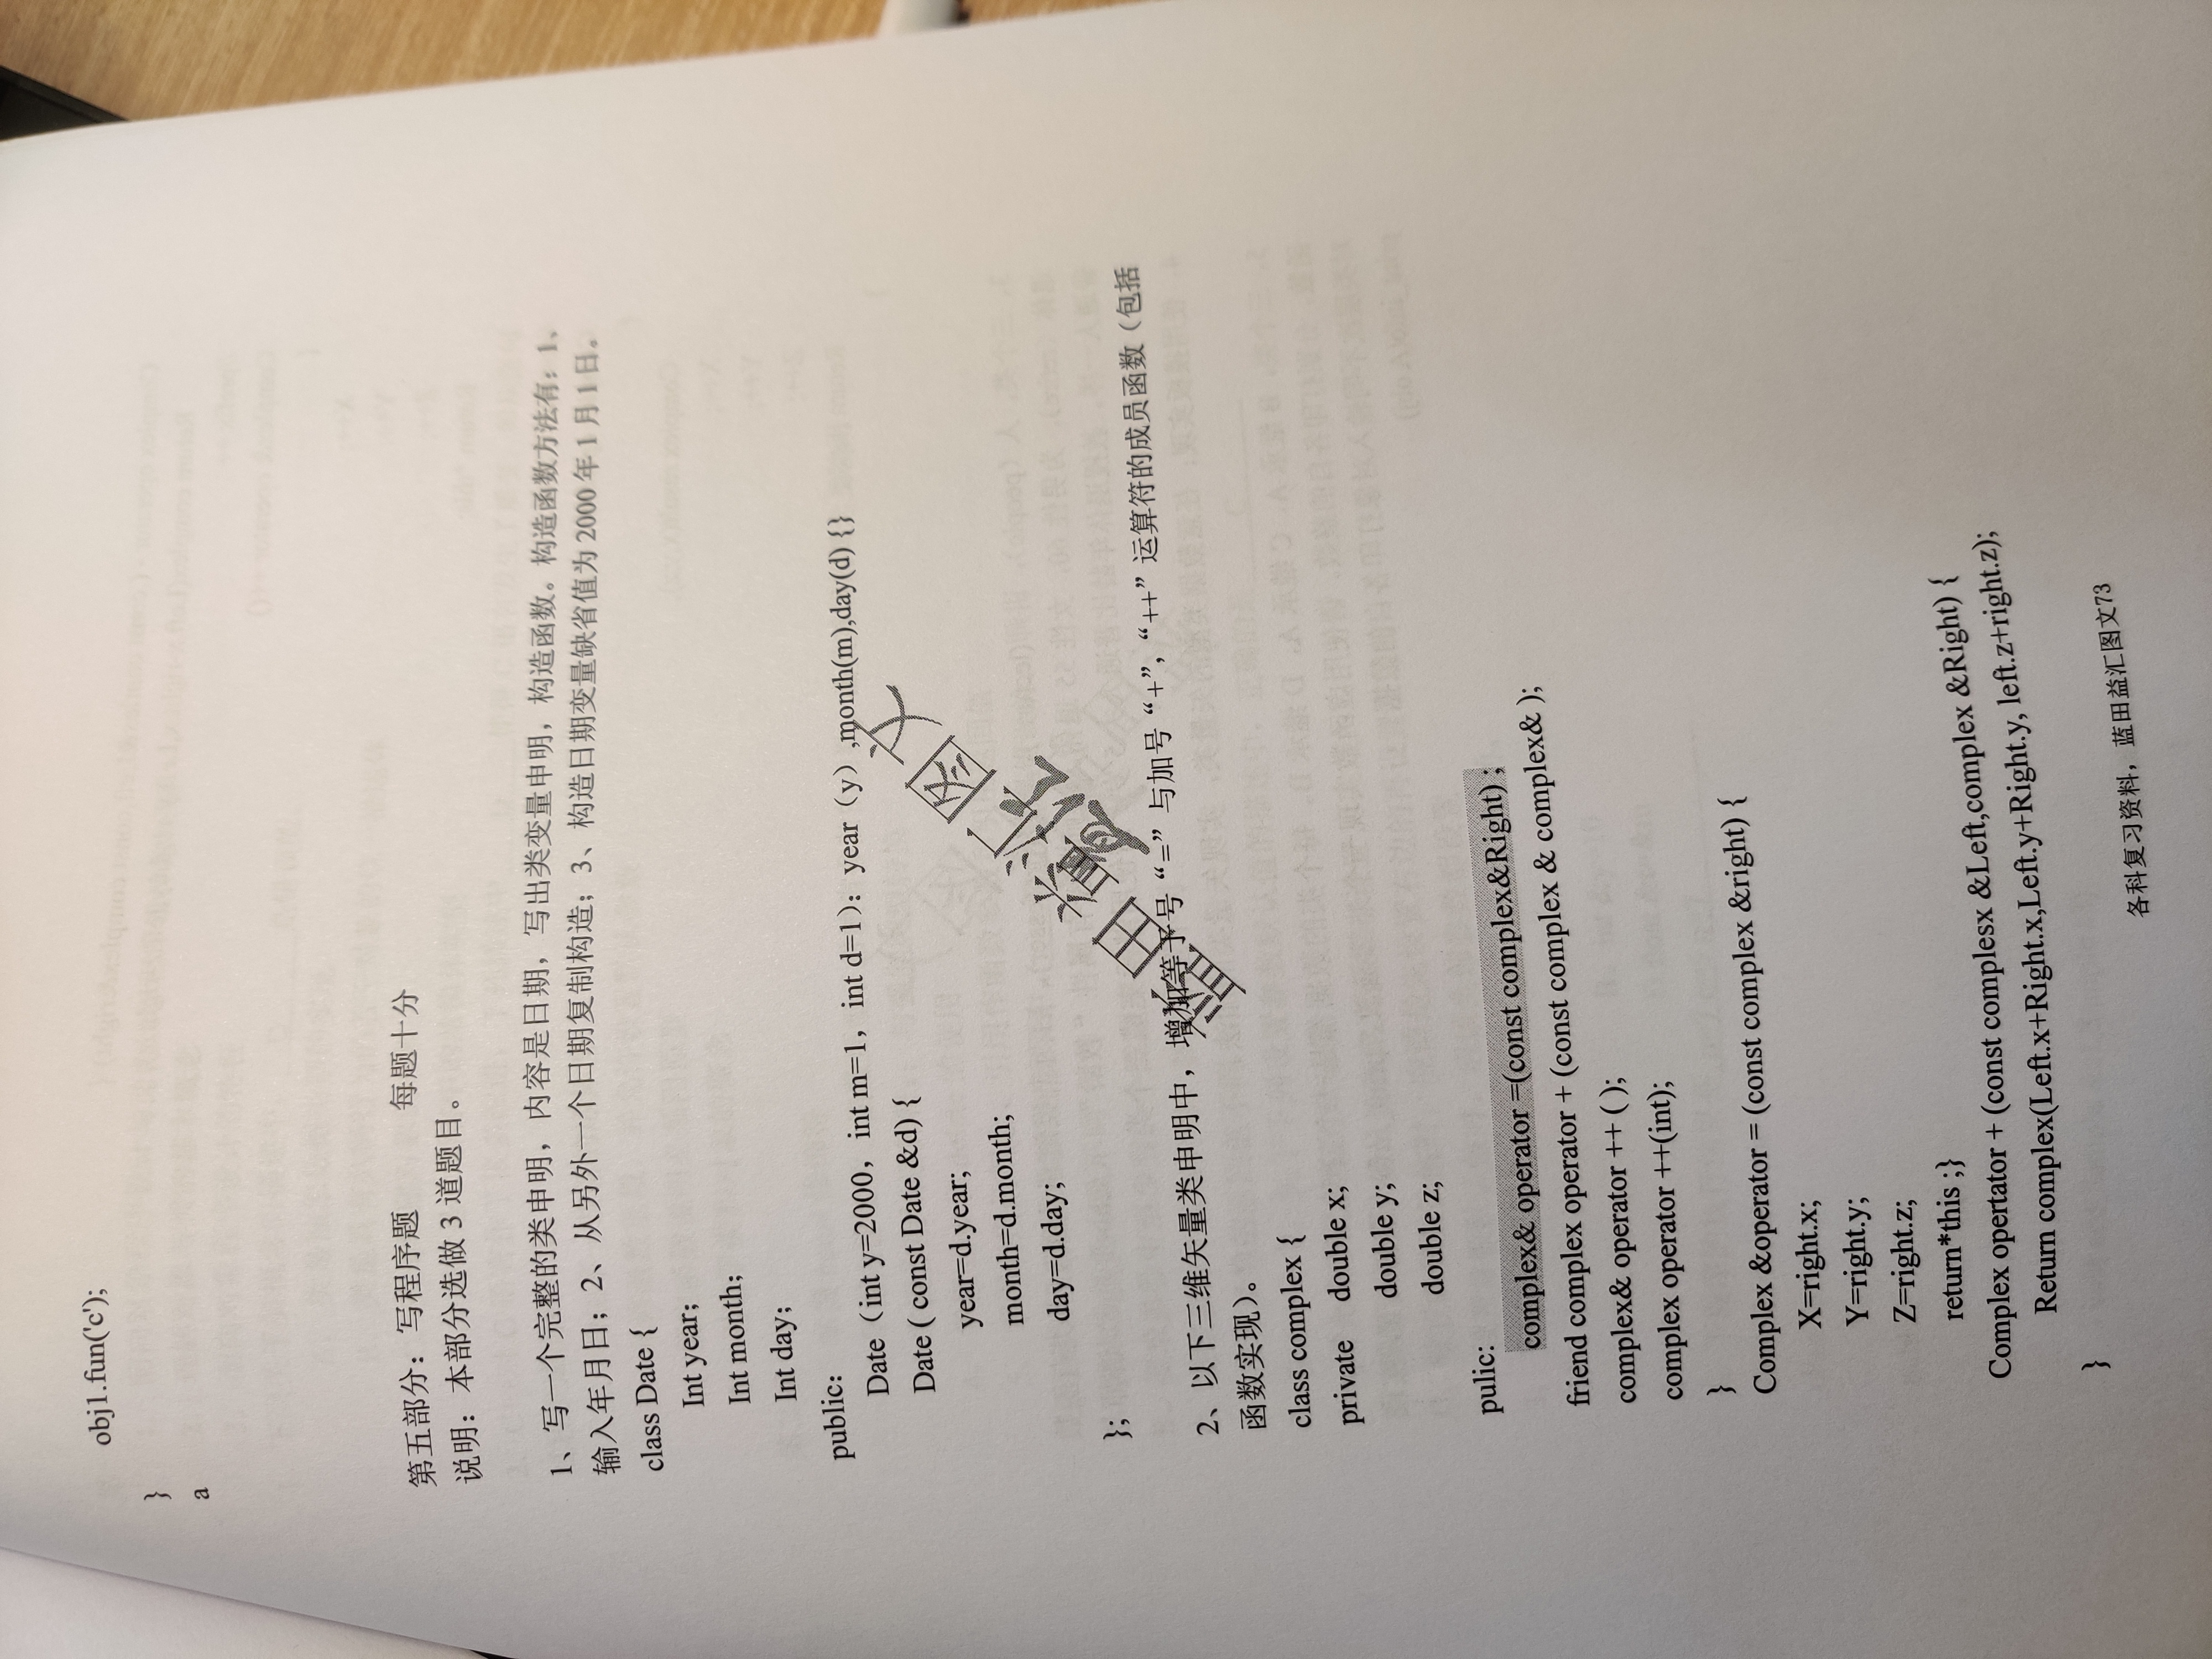 obj1.fun('c');
}
a
第五部分：写程序题 每题十分
说明：本部分选做 3 道题目。
1、写一个完整的类申明，内容是日期，写出类变量申明，构造函数。构造函数方法有：1、
输入年月日；2、从另外一个日期复制构造；3、构造日期变量缺省值为 2000 年 1 月 1 日。
class Date {
Int year；
Int month；
Int day；
public：
Date（int y=2000，int m=1，int d=1）：year（y）,month(m),day(d) {}
Date ( const Date &d) {
year=d.year;
month=d.month;
day=d.day;
};
2、以下三维矢量类申明中，增加等于号“=”与加号“+”，“++”运算符的成员函数（包括
函数实现）。
class complex {
private double x;
double y;
double z;
pulic:
complex& operator =(const complex&Right) ;
friend complex operator + (const complex & complex& );
complex& operator ++ ( );
complex operator ++(int);
}
Complex &operator = (const complex &right) {
X=right.x;
Y=right.y;
Z=right.z;
return*this ;}
Complex opertator + (const complesx &Left,complex &Right) {
Return complex(Left.x+Right.x,Left.y+Right.y, left.z+right.z);
}
蓝田益汇图文
各科复习资料，蓝田益汇图文73